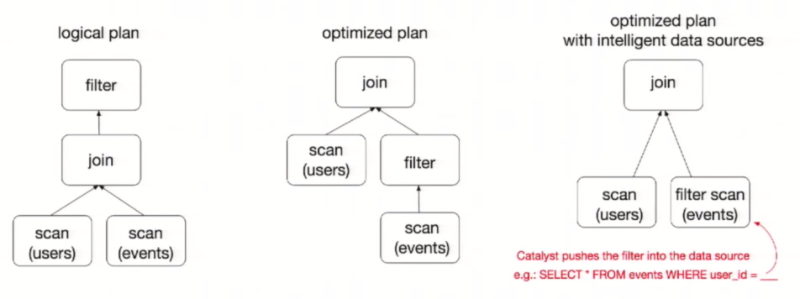 logical plan
filter
join
scan
(users)
scan
(events)
optimized plan
join
scan
(users)
filter
scan
(events)
optimized plan
with intelligent data sources
join
scan
(users)
filter scan
(events)
Catalyst pushes the filter into the data source
e.g.: SELECT * FROM events WHERE user_id = ___